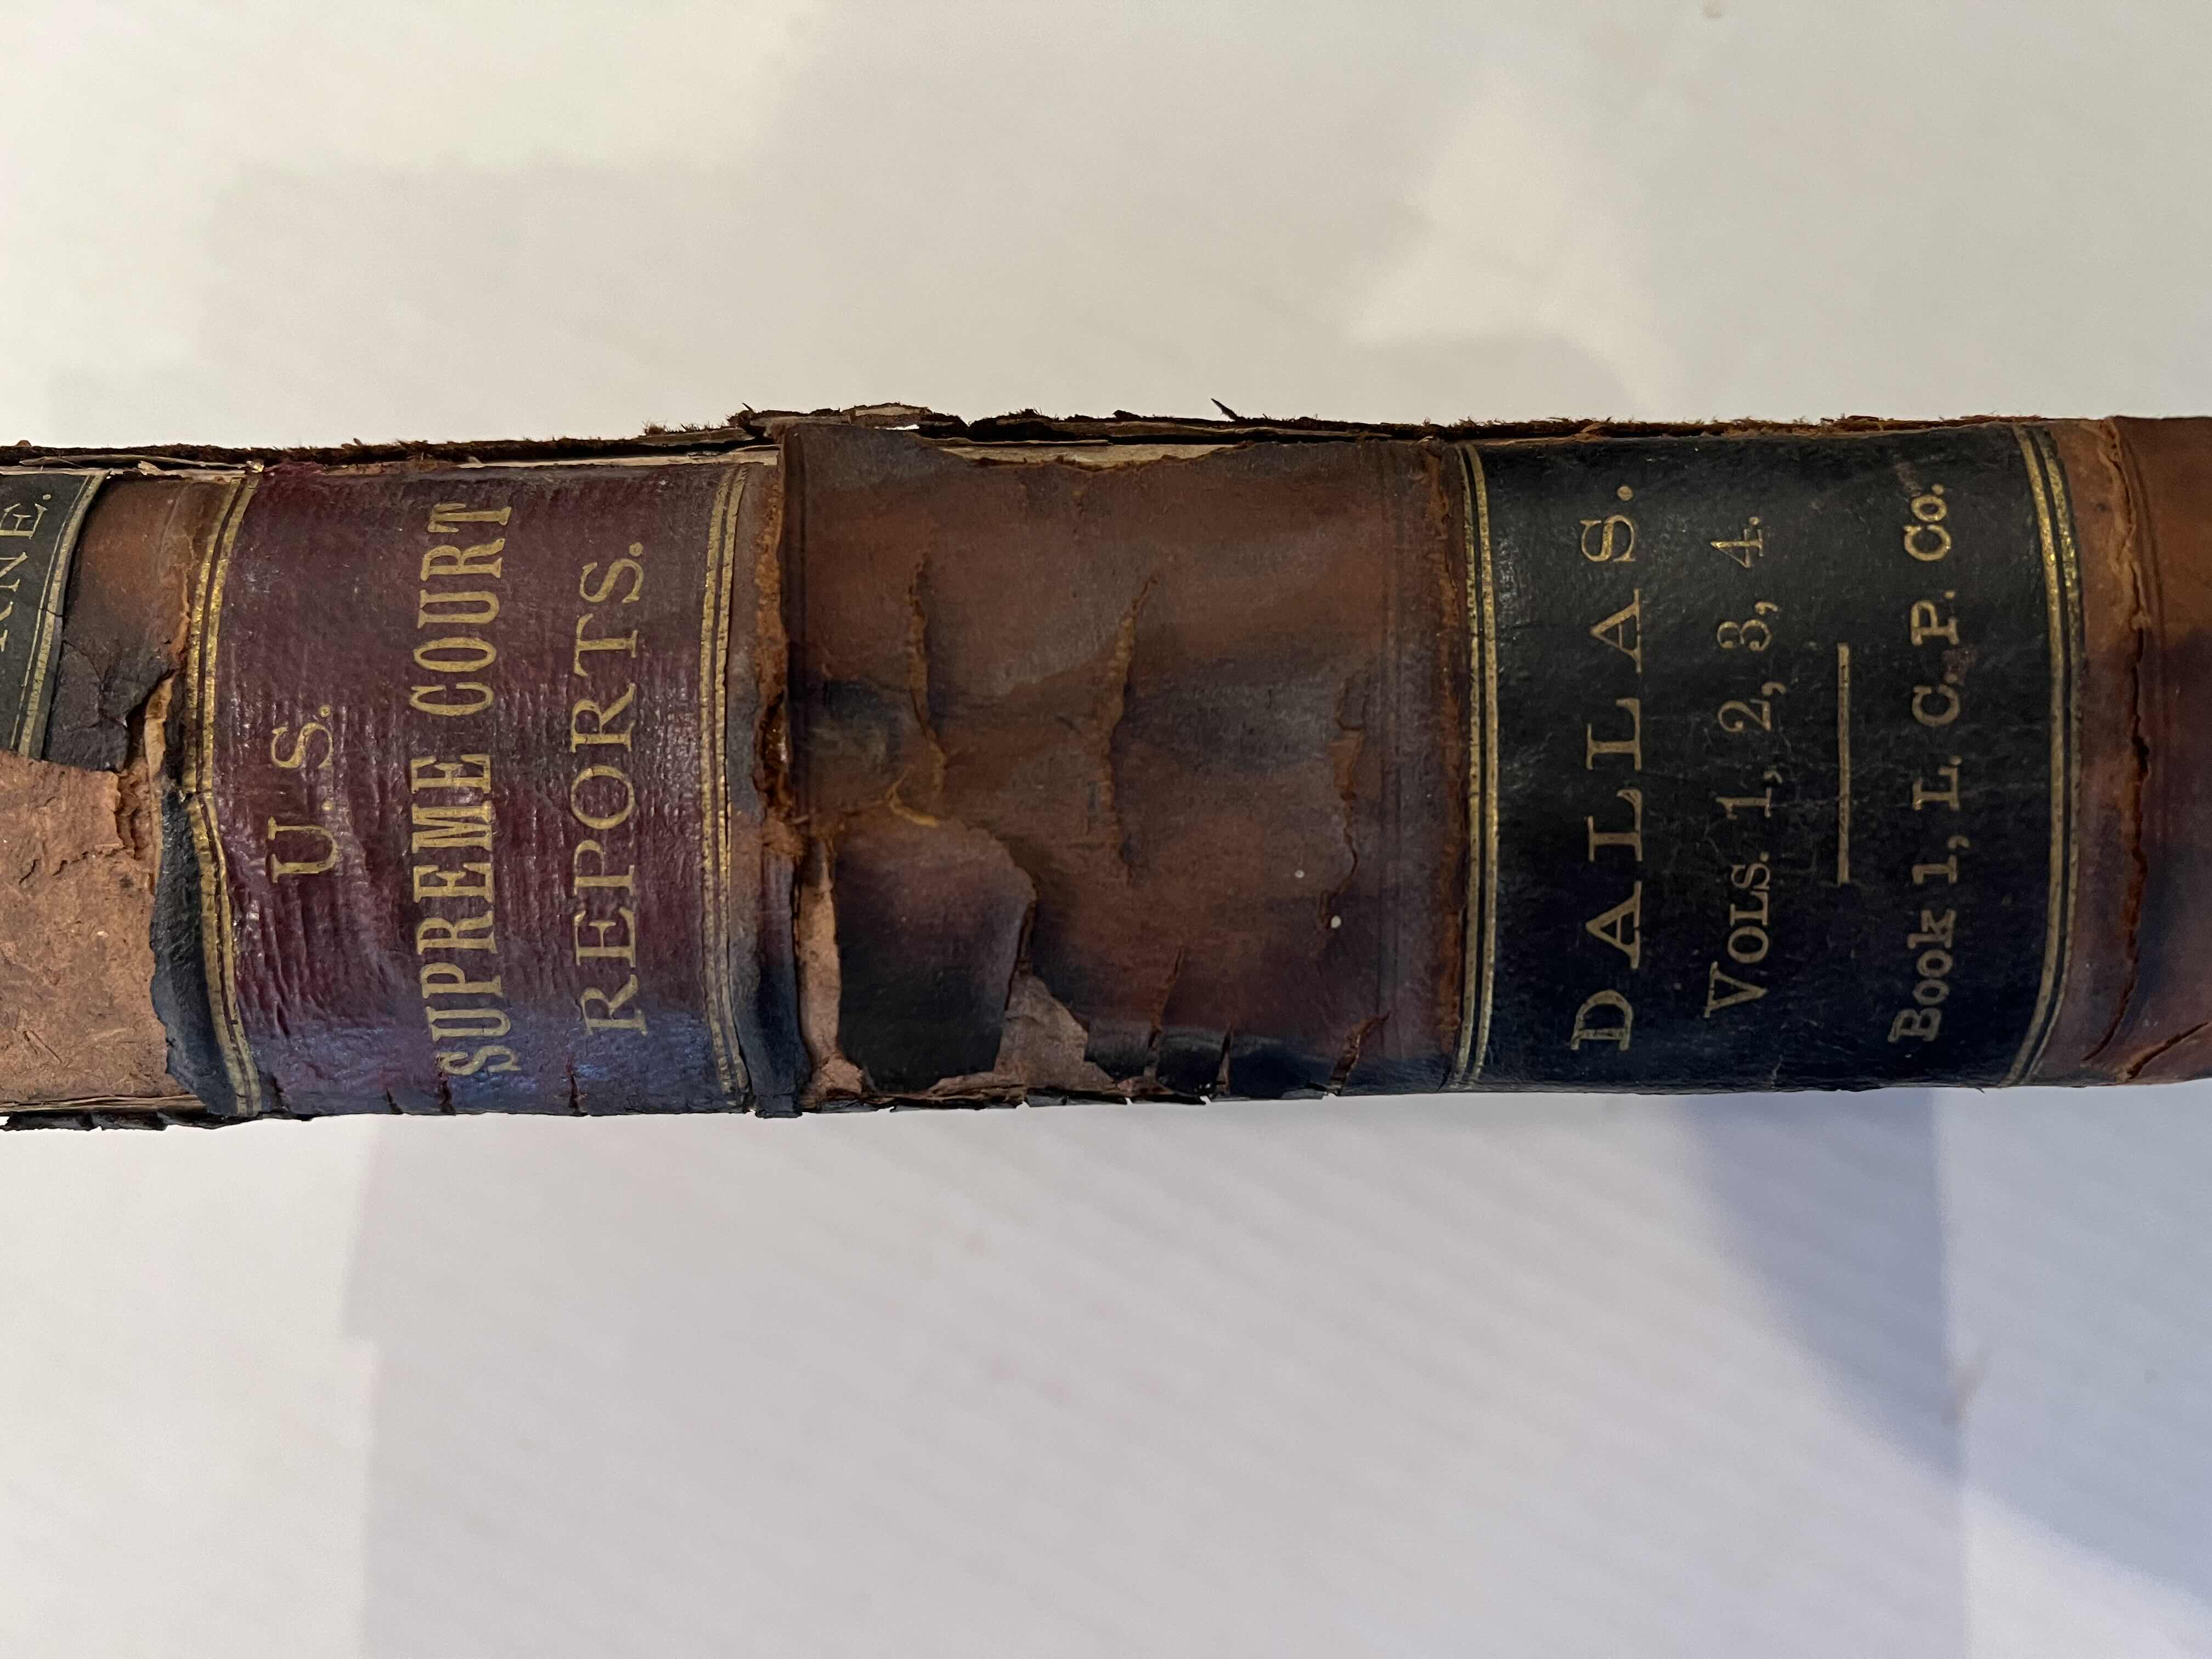 U.S.
SUPREME COURT
REPORTS.
DALLAS.
VOLS. 1, 2, 3, 4.
Book 1, L. C. P. Co.